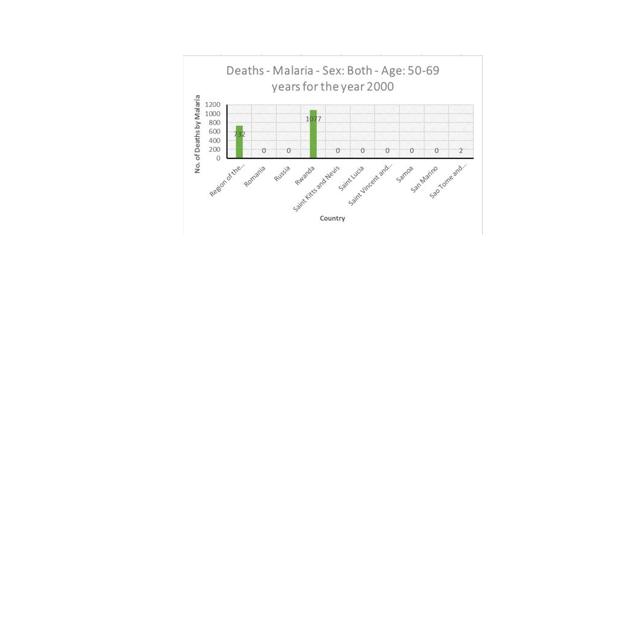 Deaths - Malaria - Sex: Both - Age: 50-69
years for the year 2000
No. of Deaths by Malaria
1200
1000
800
600
400
200
0
732
0
0
1077
0
0
0
0
0
2
Region of the...
Romania
Russia
Rwanda
Saint Kitts and Nevis
Saint Lucia
Saint Vincent and...
Samoa
San Marino
Sao Tome and...
Country